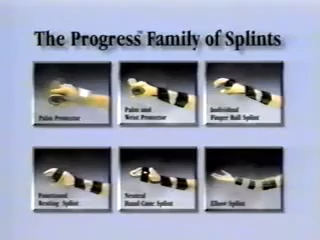 The Progress™ Family of Splints
Palm Protector
Palm and
Wrist Protector
Individual
Finger Ball Splint
Functional
Resting Splint
Neutral
Hand Cone Splint
Elbow Splint